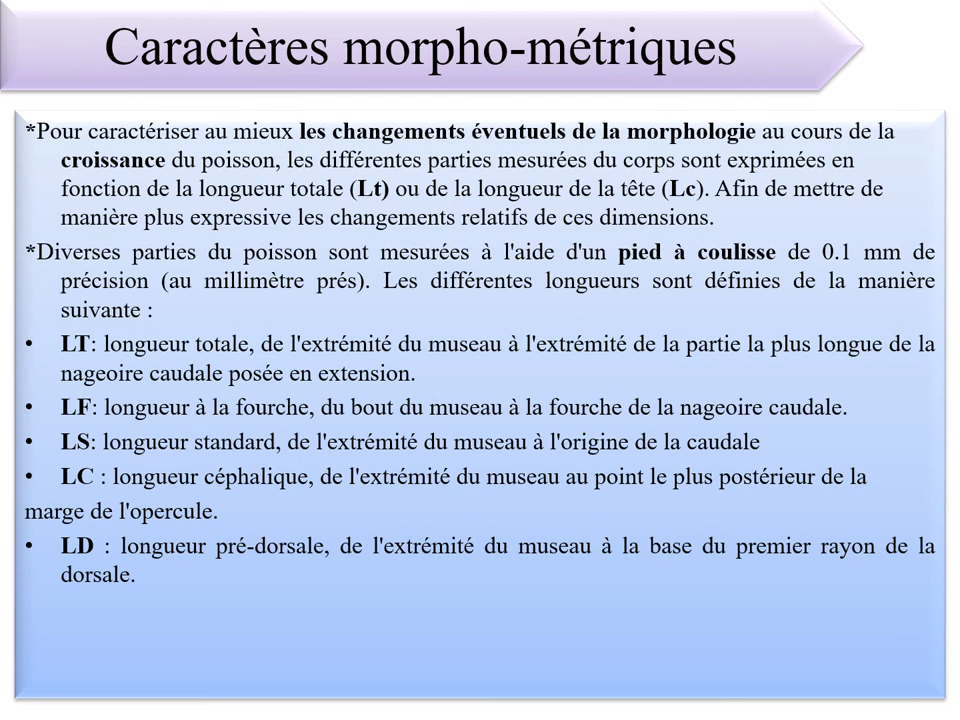 Caractères morpho-métriques
*Pour caractériser au mieux les changements éventuels de la morphologie au cours de la
croissance du poisson, les différentes parties mesurées du corps sont exprimées en
fonction de la longueur totale (Lt) ou de la longueur de la tête (Lc). Afin de mettre de
manière plus expressive les changements relatifs de ces dimensions.
*Diverses parties du poisson sont mesurées à l'aide d'un pied à coulisse de 0.1 mm de
précision (au millimètre prés). Les différentes longueurs sont définies de la manière
suivante :
• LT: longueur totale, de l'extrémité du museau à l'extrémité de la partie la plus longue de la
nageoire caudale posée en extension.
• LF: longueur à la fourche, du bout du museau à la fourche de la nageoire caudale.
• LS: longueur standard, de l'extrémité du museau à l'origine de la caudale
• LC : longueur céphalique, de l'extrémité du museau au point le plus postérieur de la
marge de l'opercule.
• LD : longueur pré-dorsale, de l'extrémité du museau à la base du premier rayon de la
dorsale.